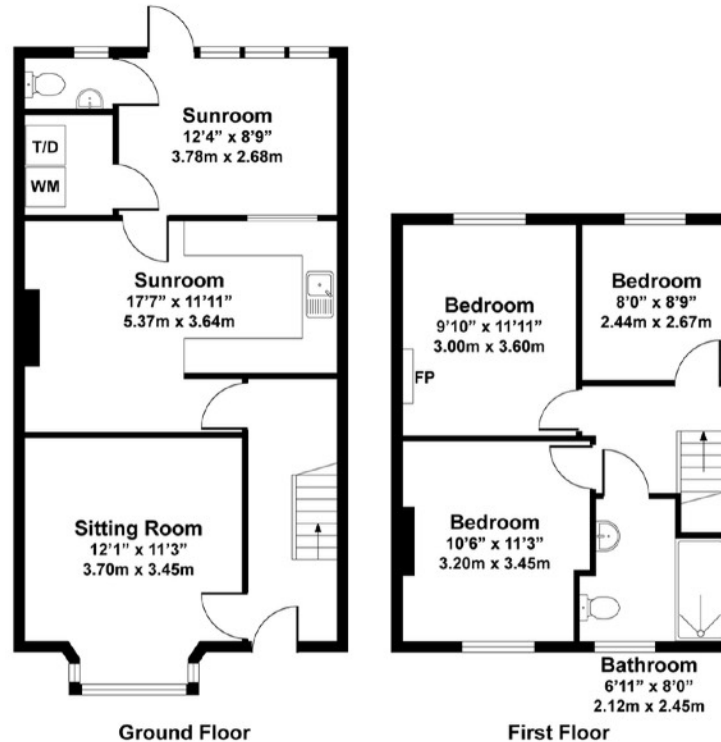 Sunroom
12'4" x 8'9"
3.78m x 2.68m
T/D
WM
Sunroom
17'7" x 11'11"
5.37m x 3.64m
Sitting Room
12'1" x 11'3"
3.70m x 3.45m
Ground Floor
Bedroom
9'10" x 11'11"
3.00m x 3.60m
FP
Bedroom
8'0" x 8'9"
2.44m x 2.67m
Bedroom
10'6" x 11'3"
3.20m x 3.45m
Bathroom
6'11" x 8'0"
2.12m x 2.45m
First Floor